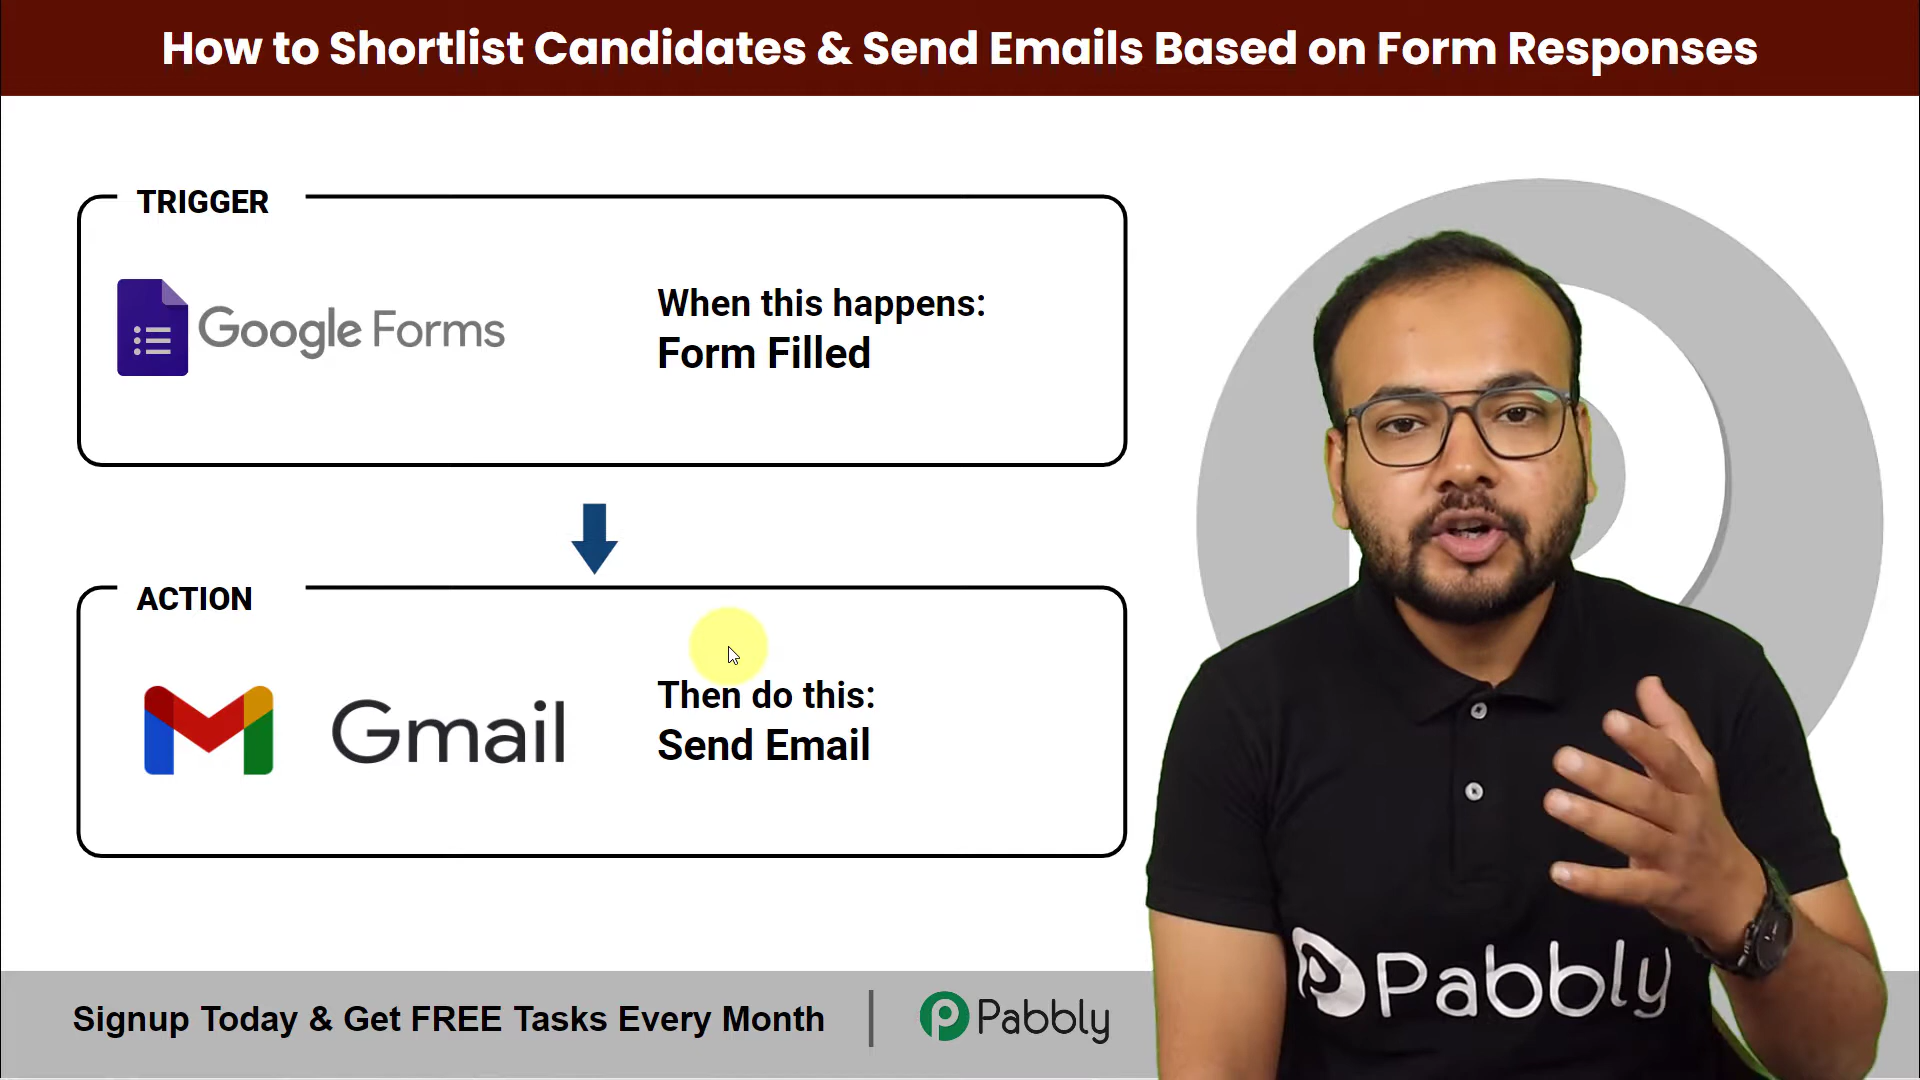 How to Shortlist Candidates & Send Emails Based on Form Responses
TRIGGER
Google Forms
When this happens:
Form Filled
ACTION
Gmail
Then do this:
Send Email
Signup Today & Get FREE Tasks Every Month
Pabbly
Pabbly